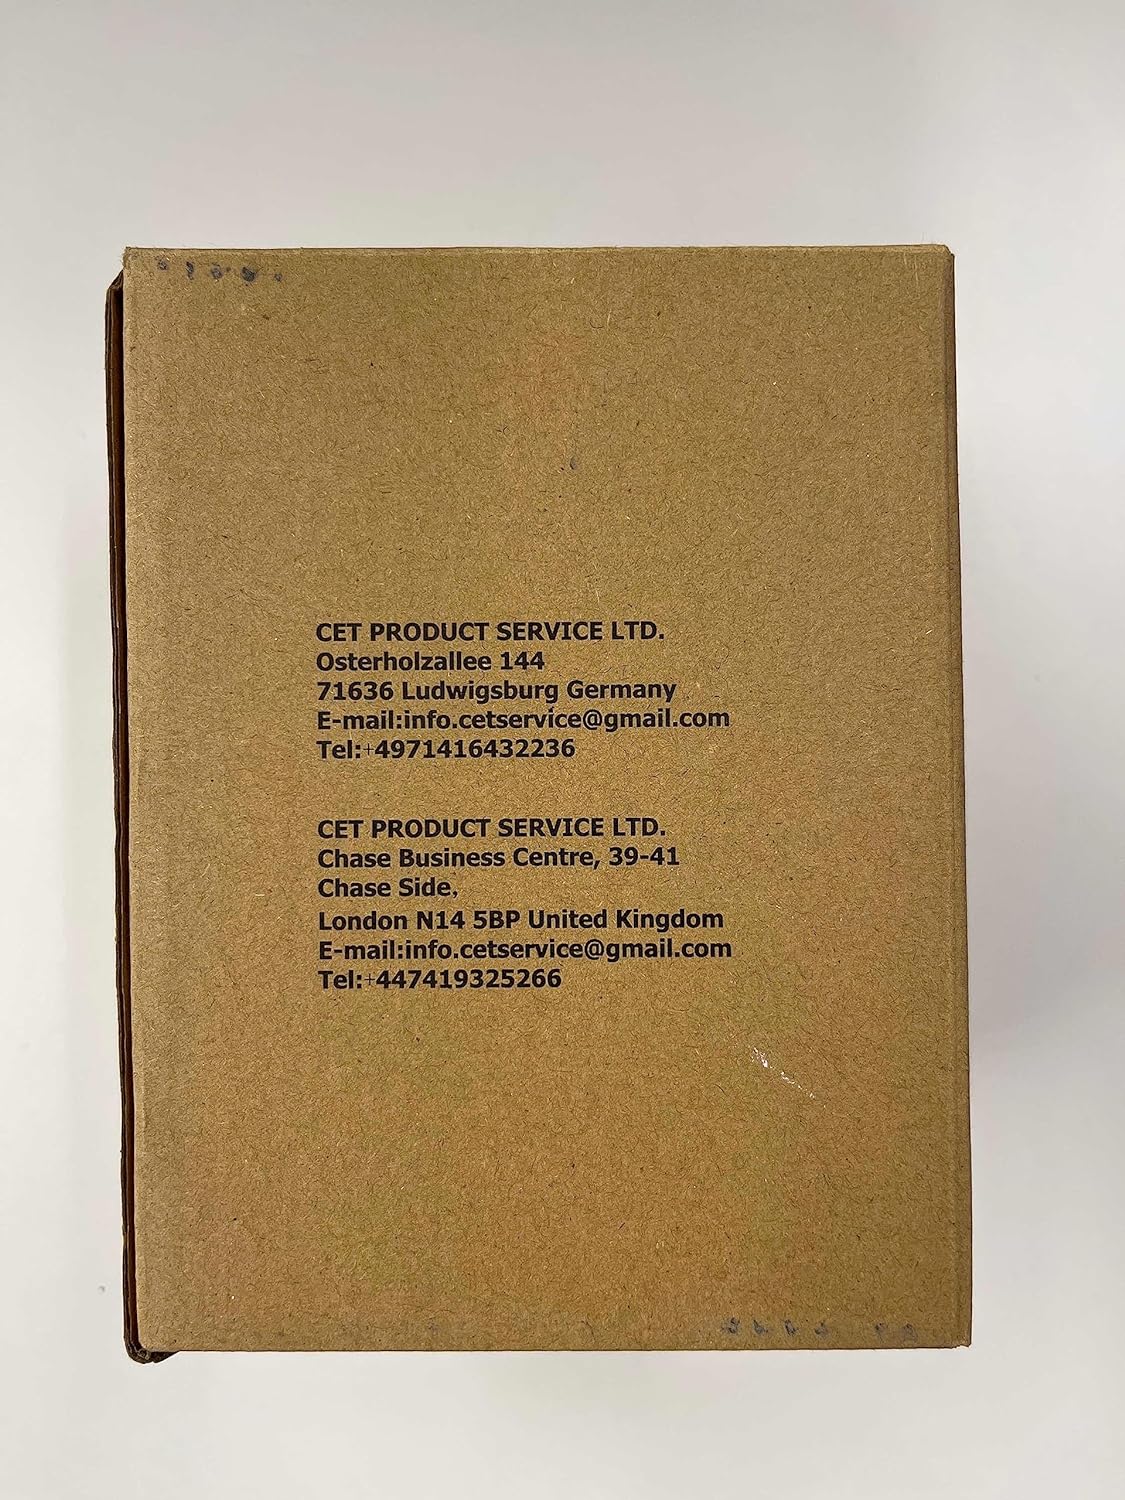 CET PRODUCT SERVICE LTD.
Osterholzallee 144
71636 Ludwigsburg Germany
E-mail:info.cetservice@gmail.com
Tel:+4971416432236
CET PRODUCT SERVICE LTD.
Chase Business Centre, 39-41
Chase Side,
London N14 5BP United Kingdom
E-mail:info.cetservice@gmail.com
Tel:+447419325266